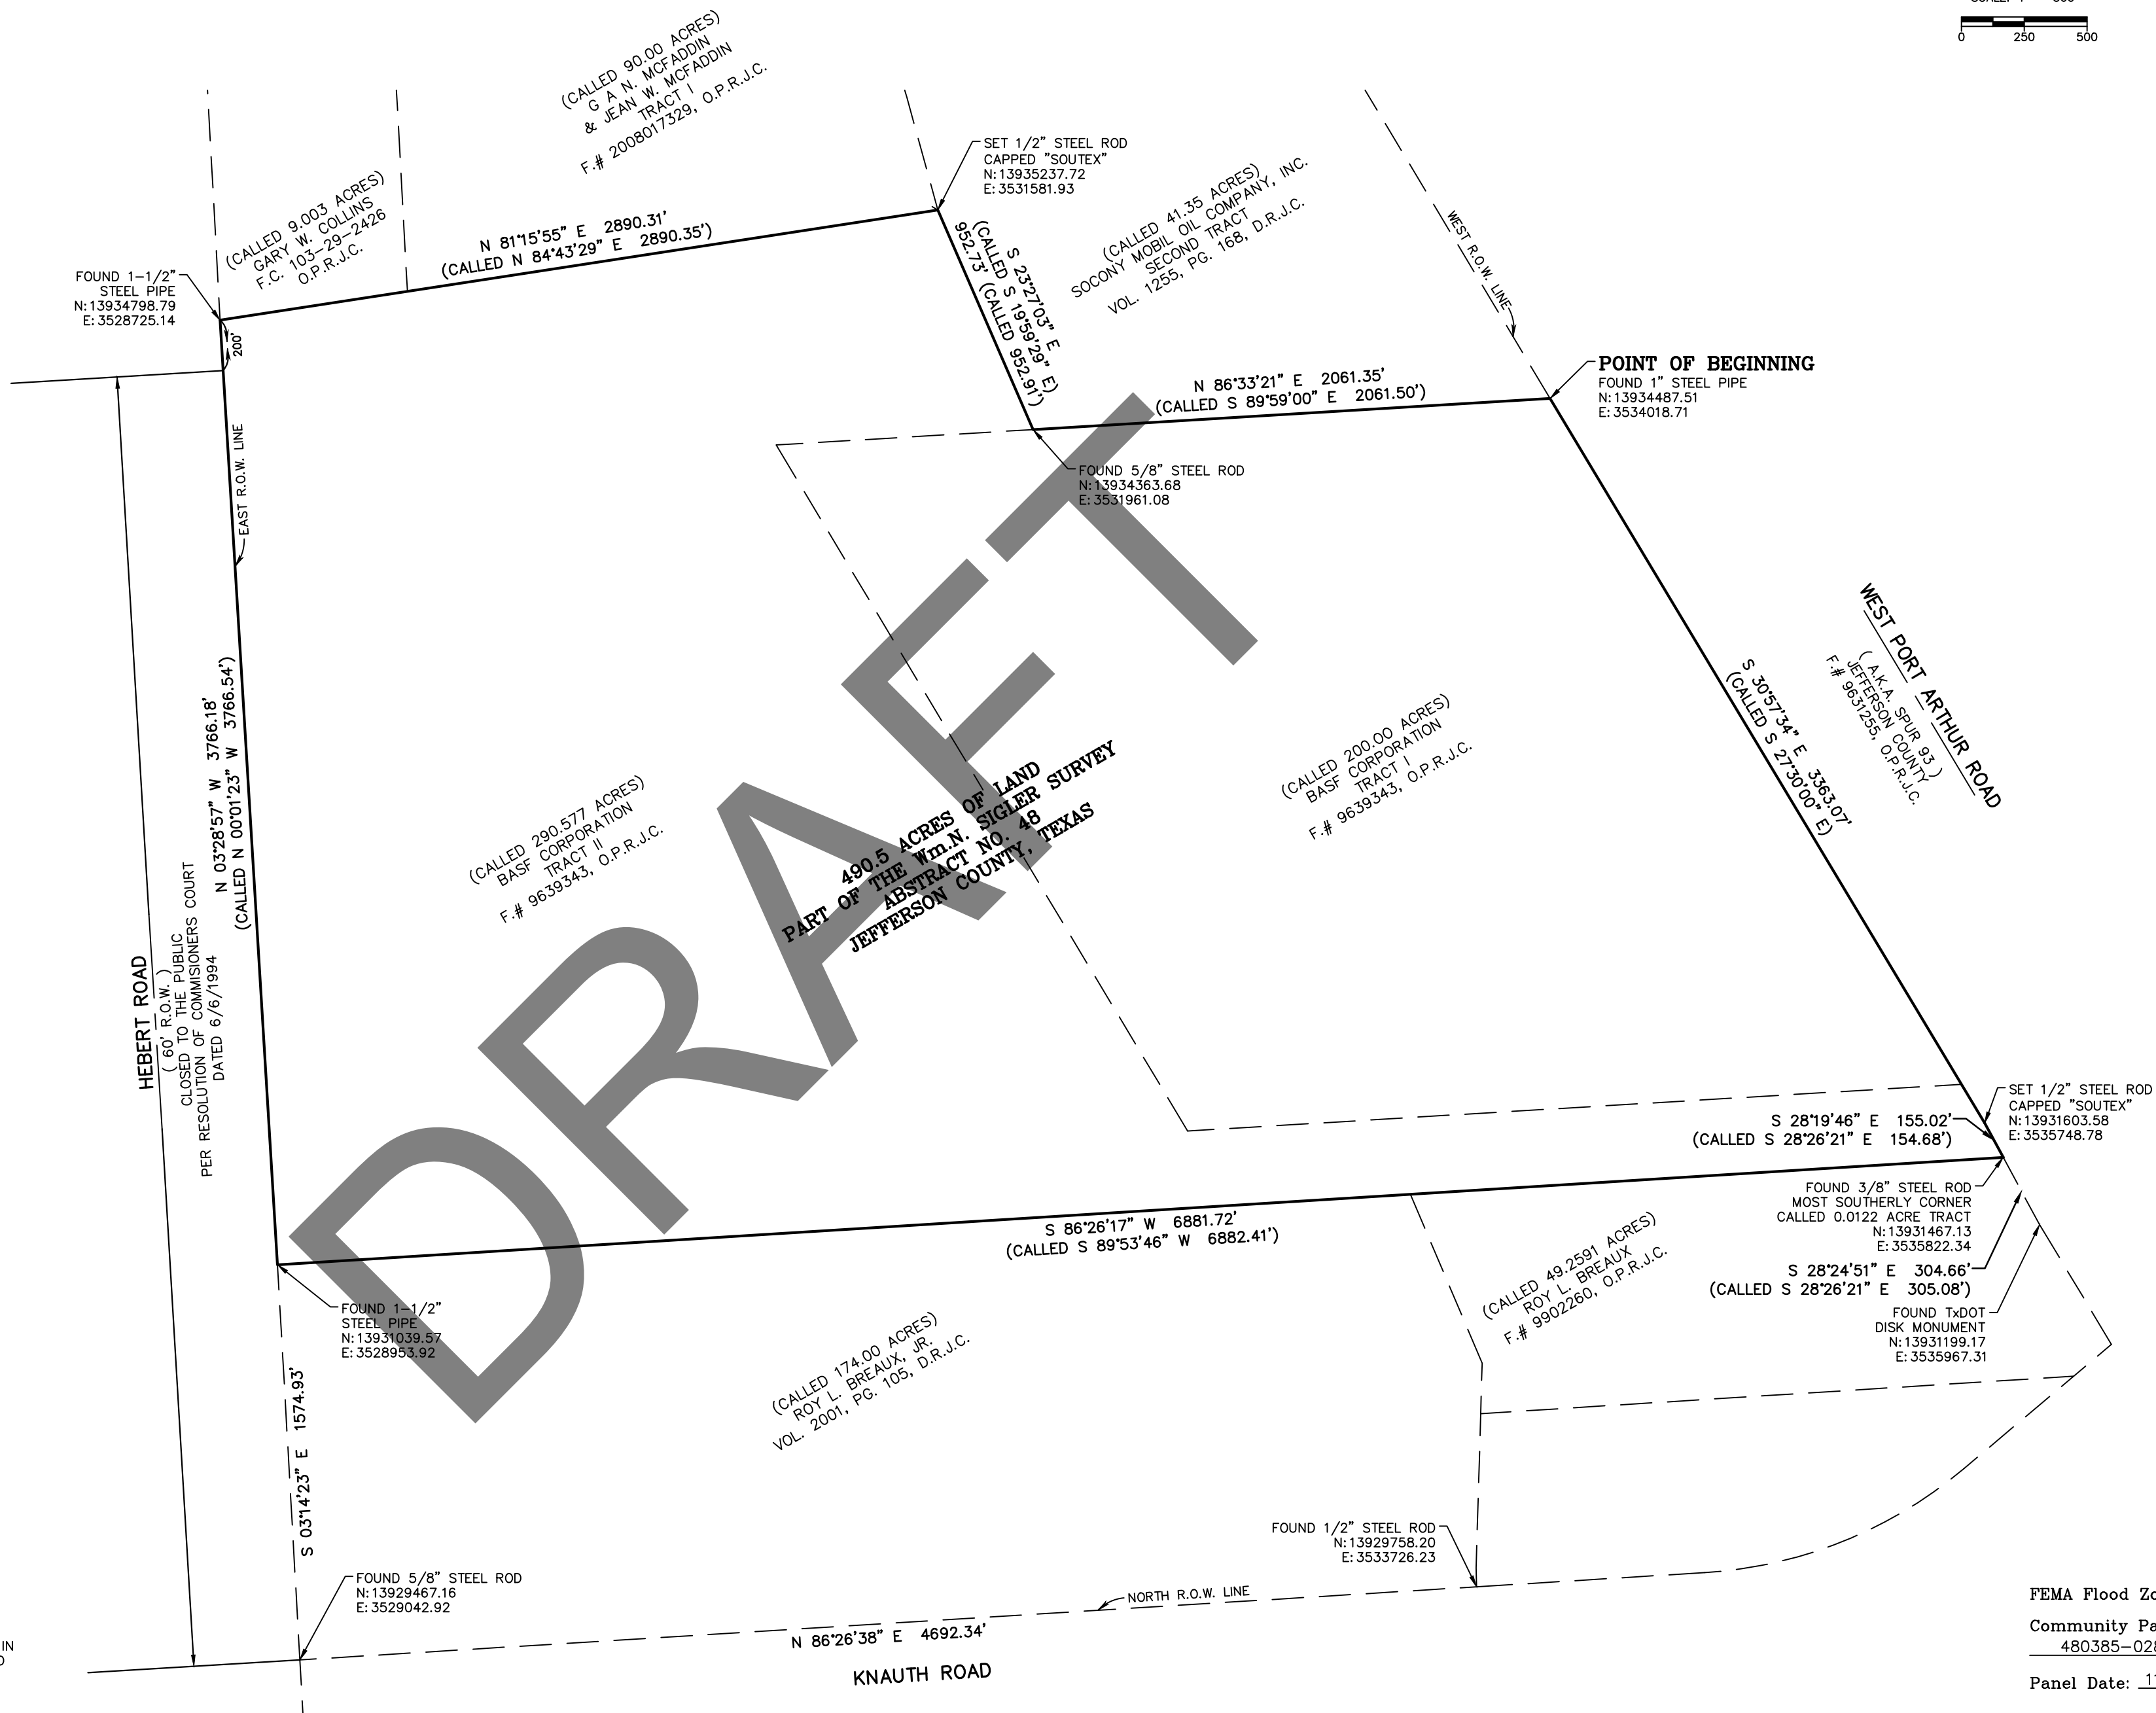 0 250 500
(CALLED 90.00 ACRES)
G A N. MCFADDIN
& JEAN W. MCFADDIN
TRACT I
F.# 2008017329, O.P.R.J.C.
(CALLED 9.003 ACRES)
GARY W. COLLINS
F.C. 103-29-2426
O.P.R.J.C.
SET 1/2" STEEL ROD
CAPPED "SOUTEX"
N:13935237.72
E:3531581.93
(CALLED 41.35 ACRES)
SOCONY MOBIL OIL COMPANY, INC.
SECOND TRACT
VOL. 1255, PG. 168, D.R.J.C.
WEST R.O.W. LINE
FOUND 1-1/2"
STEEL PIPE
N:13934798.79
E:3528725.14
N 81°15'55" E 2890.31'
(CALLED N 84°43'29" E 2890.35')
S 23°27'03" E
(CALLED S 19°59'29" E)
952.73' (CALLED 952.91')
200'
N 86°33'21" E 2061.35'
(CALLED S 89°59'00" E 2061.50')
POINT OF BEGINNING
FOUND 1" STEEL PIPE
N:13934487.51
E:3534018.71
EAST R.O.W. LINE
FOUND 5/8" STEEL ROD
N:13934363.68
E:3531961.08
WEST PORT ARTHUR ROAD
( A.K.A. SPUR 93 )
JEFFERSON COUNTY
F.# 9631255, O.P.R.J.C.
S 30°57'34" E 3363.07'
(CALLED S 27°30'00" E)
N 03°28'57" W 3766.18'
(CALLED N 00°01'23" W 3766.54')
(CALLED 200.00 ACRES)
BASF CORPORATION
TRACT I
F.# 9639343, O.P.R.J.C.
(CALLED 290.577 ACRES)
BASF CORPORATION
TRACT II
F.# 9639343, O.P.R.J.C.
490.5 ACRES OF LAND
PART OF THE Wm.N. SIGLER SURVEY
ABSTRACT NO. 48
JEFFERSON COUNTY, TEXAS
DRAFT
HEBERT ROAD
( 60' R.O.W. )
CLOSED TO THE PUBLIC
PER RESOLUTION OF COMMISIONERS COURT
DATED 6/6/1994
SET 1/2" STEEL ROD
CAPPED "SOUTEX"
N:13931603.58
E:3535748.78
S 28°19'46" E 155.02'
(CALLED S 28°26'21" E 154.68')
FOUND 3/8" STEEL ROD
MOST SOUTHERLY CORNER
CALLED 0.0122 ACRE TRACT
N:13931467.13
E:3535822.34
S 86°26'17" W 6881.72'
(CALLED S 89°53'46" W 6882.41')
S 28°24'51" E 304.66'
(CALLED S 28°26'21" E 305.08')
FOUND TxDOT
DISK MONUMENT
N:13931199.17
E:3535967.31
(CALLED 49.2591 ACRES)
ROY L. BREAUX
F.# 9902260, O.P.R.J.C.
FOUND 1-1/2"
STEEL PIPE
N:13931039.57
E:3528953.92
(CALLED 174.00 ACRES)
ROY L. BREAUX, JR.
VOL. 2001, PG. 105, D.R.J.C.
S 03°14'23" E 1574.93'
FOUND 1/2" STEEL ROD
N:13929758.20
E:3533726.23
FOUND 5/8" STEEL ROD
N:13929467.16
E:3529042.92
NORTH R.O.W. LINE
N 86°26'38" E 4692.34'
KNAUTH ROAD
IN
FEMA Flood Zo
Community Pa
480385-028
Panel Date: 11